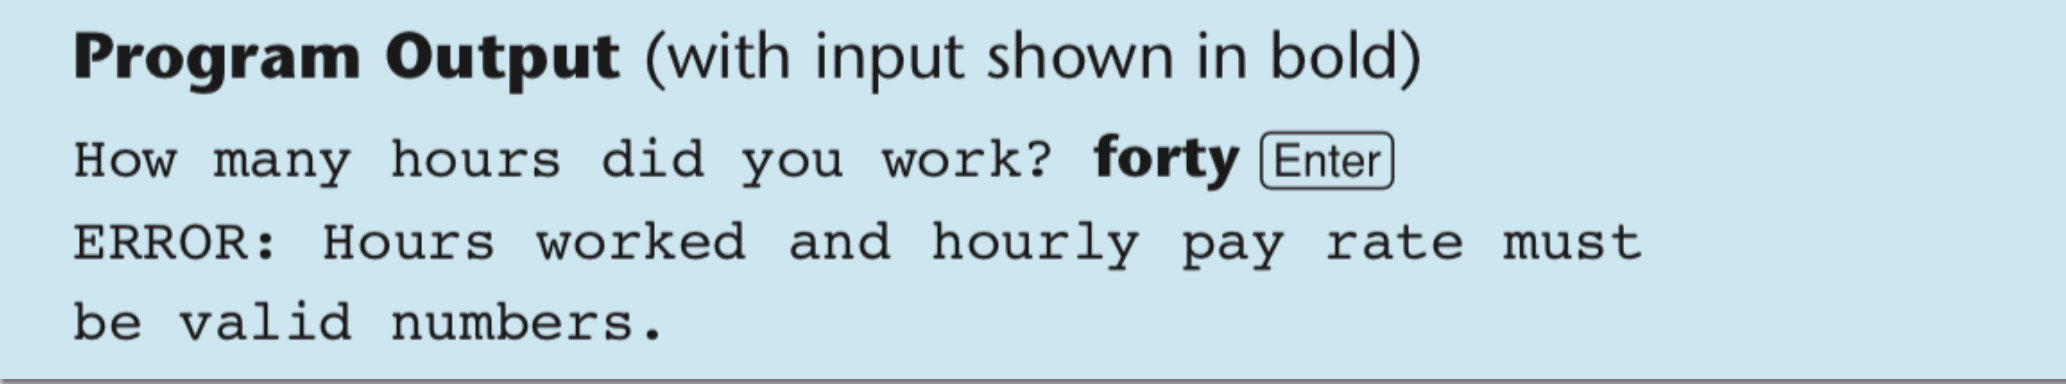 Program Output (with input shown in bold)
How many hours did you work? forty Enter
ERROR: Hours worked and hourly pay rate must
be valid numbers.